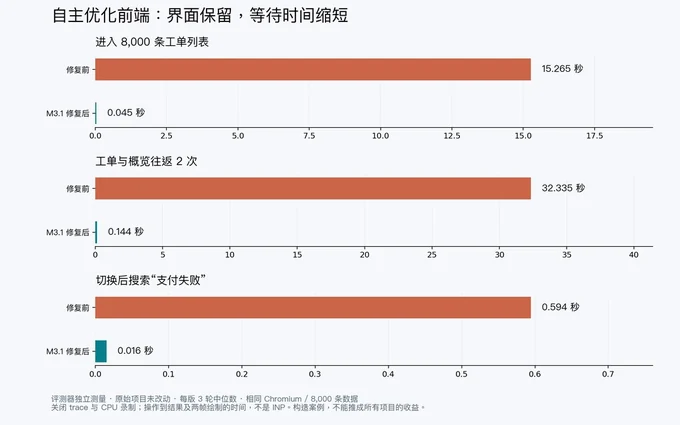 自主优化前端：界面保留，等待时间缩短
进入 8,000 条工单列表
修复前
15.265 秒
M3.1 修复后
0.045 秒
0.0 2.5 5.0 7.5 10.0 12.5 15.0 17.5
工单与概览往返 2 次
修复前
32.335 秒
M3.1 修复后
0.144 秒
0 5 10 15 20 25 30 35 40
切换后搜索“支付失败”
修复前
0.594 秒
M3.1 修复后
0.016 秒
0.0 0.1 0.2 0.3 0.4 0.5 0.6 0.7
评测器独立测量 · 原始项目未改动 · 每版 3 轮中位数 · 相同 Chromium / 8,000 条数据
关闭 trace 与 CPU 录制；操作到结果及两帧绘制的时间，不是 INP。构造案例，不能推成所有项目的收益。